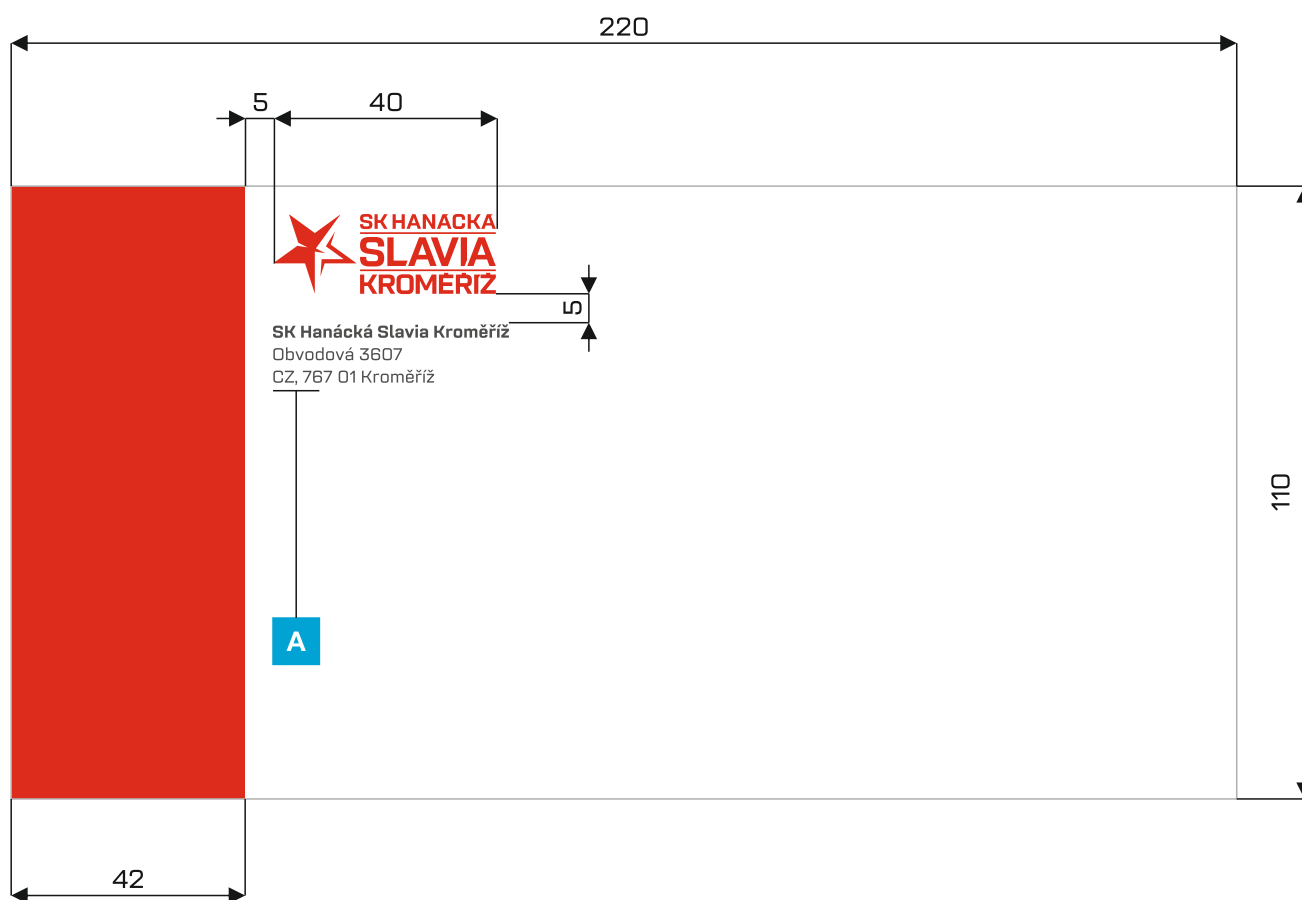 220
5 40
SK HANÁCKÁ
SLAVIA
KROMĚŘÍŽ
5
SK Hanácká Slavia Kroměříž
Obvodová 3607
CZ, 767 01 Kroměříž
110
A
42